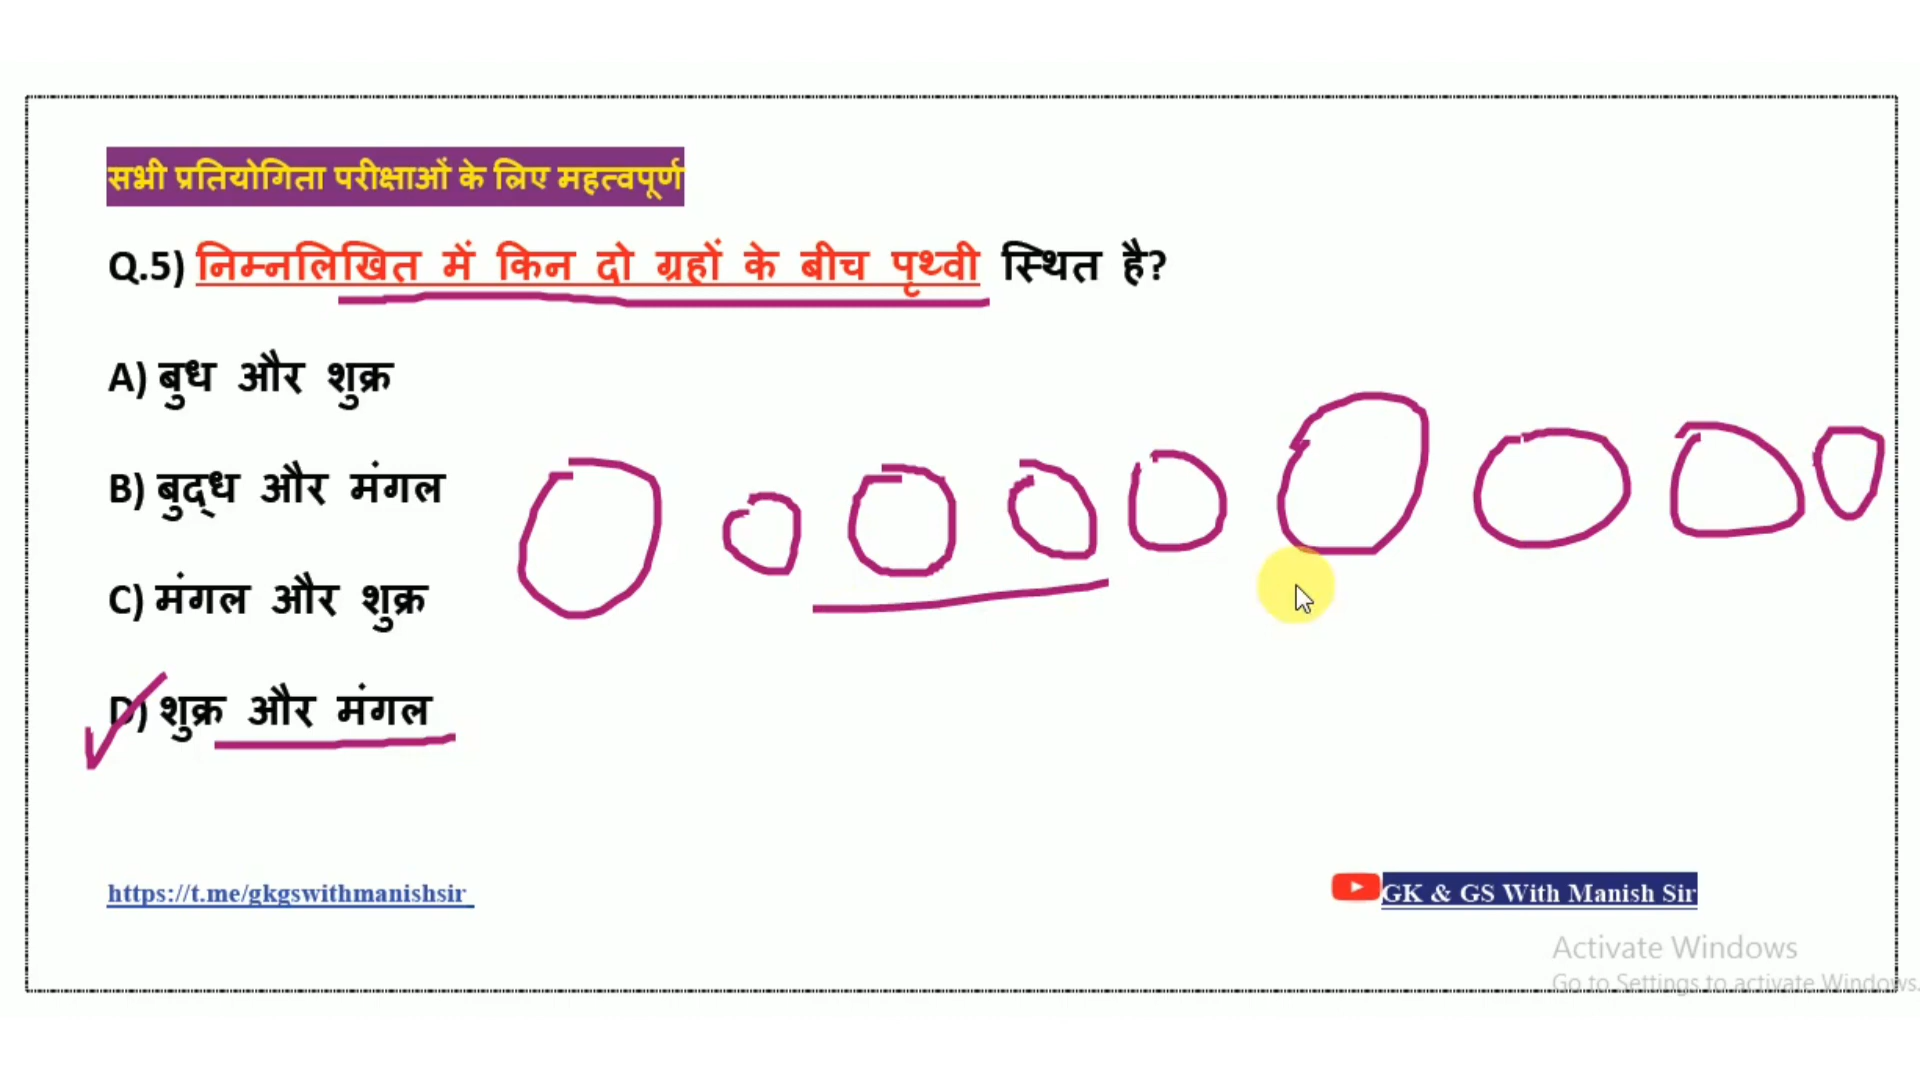 सभी प्रतियोगिता परीक्षाओं के लिए महत्वपूर्ण
Q.5) निम्नलिखित में किन दो ग्रहों के बीच पृथ्वी स्थित है?
A) बुध और शुक्र
B) बुद्ध और मंगल
C) मंगल और शुक्र
D) शुक्र और मंगल
https://t.me/gkgswithmanishsir
GK & GS With Manish Sir
Activate Windows
Go to Settings to activate Windows.